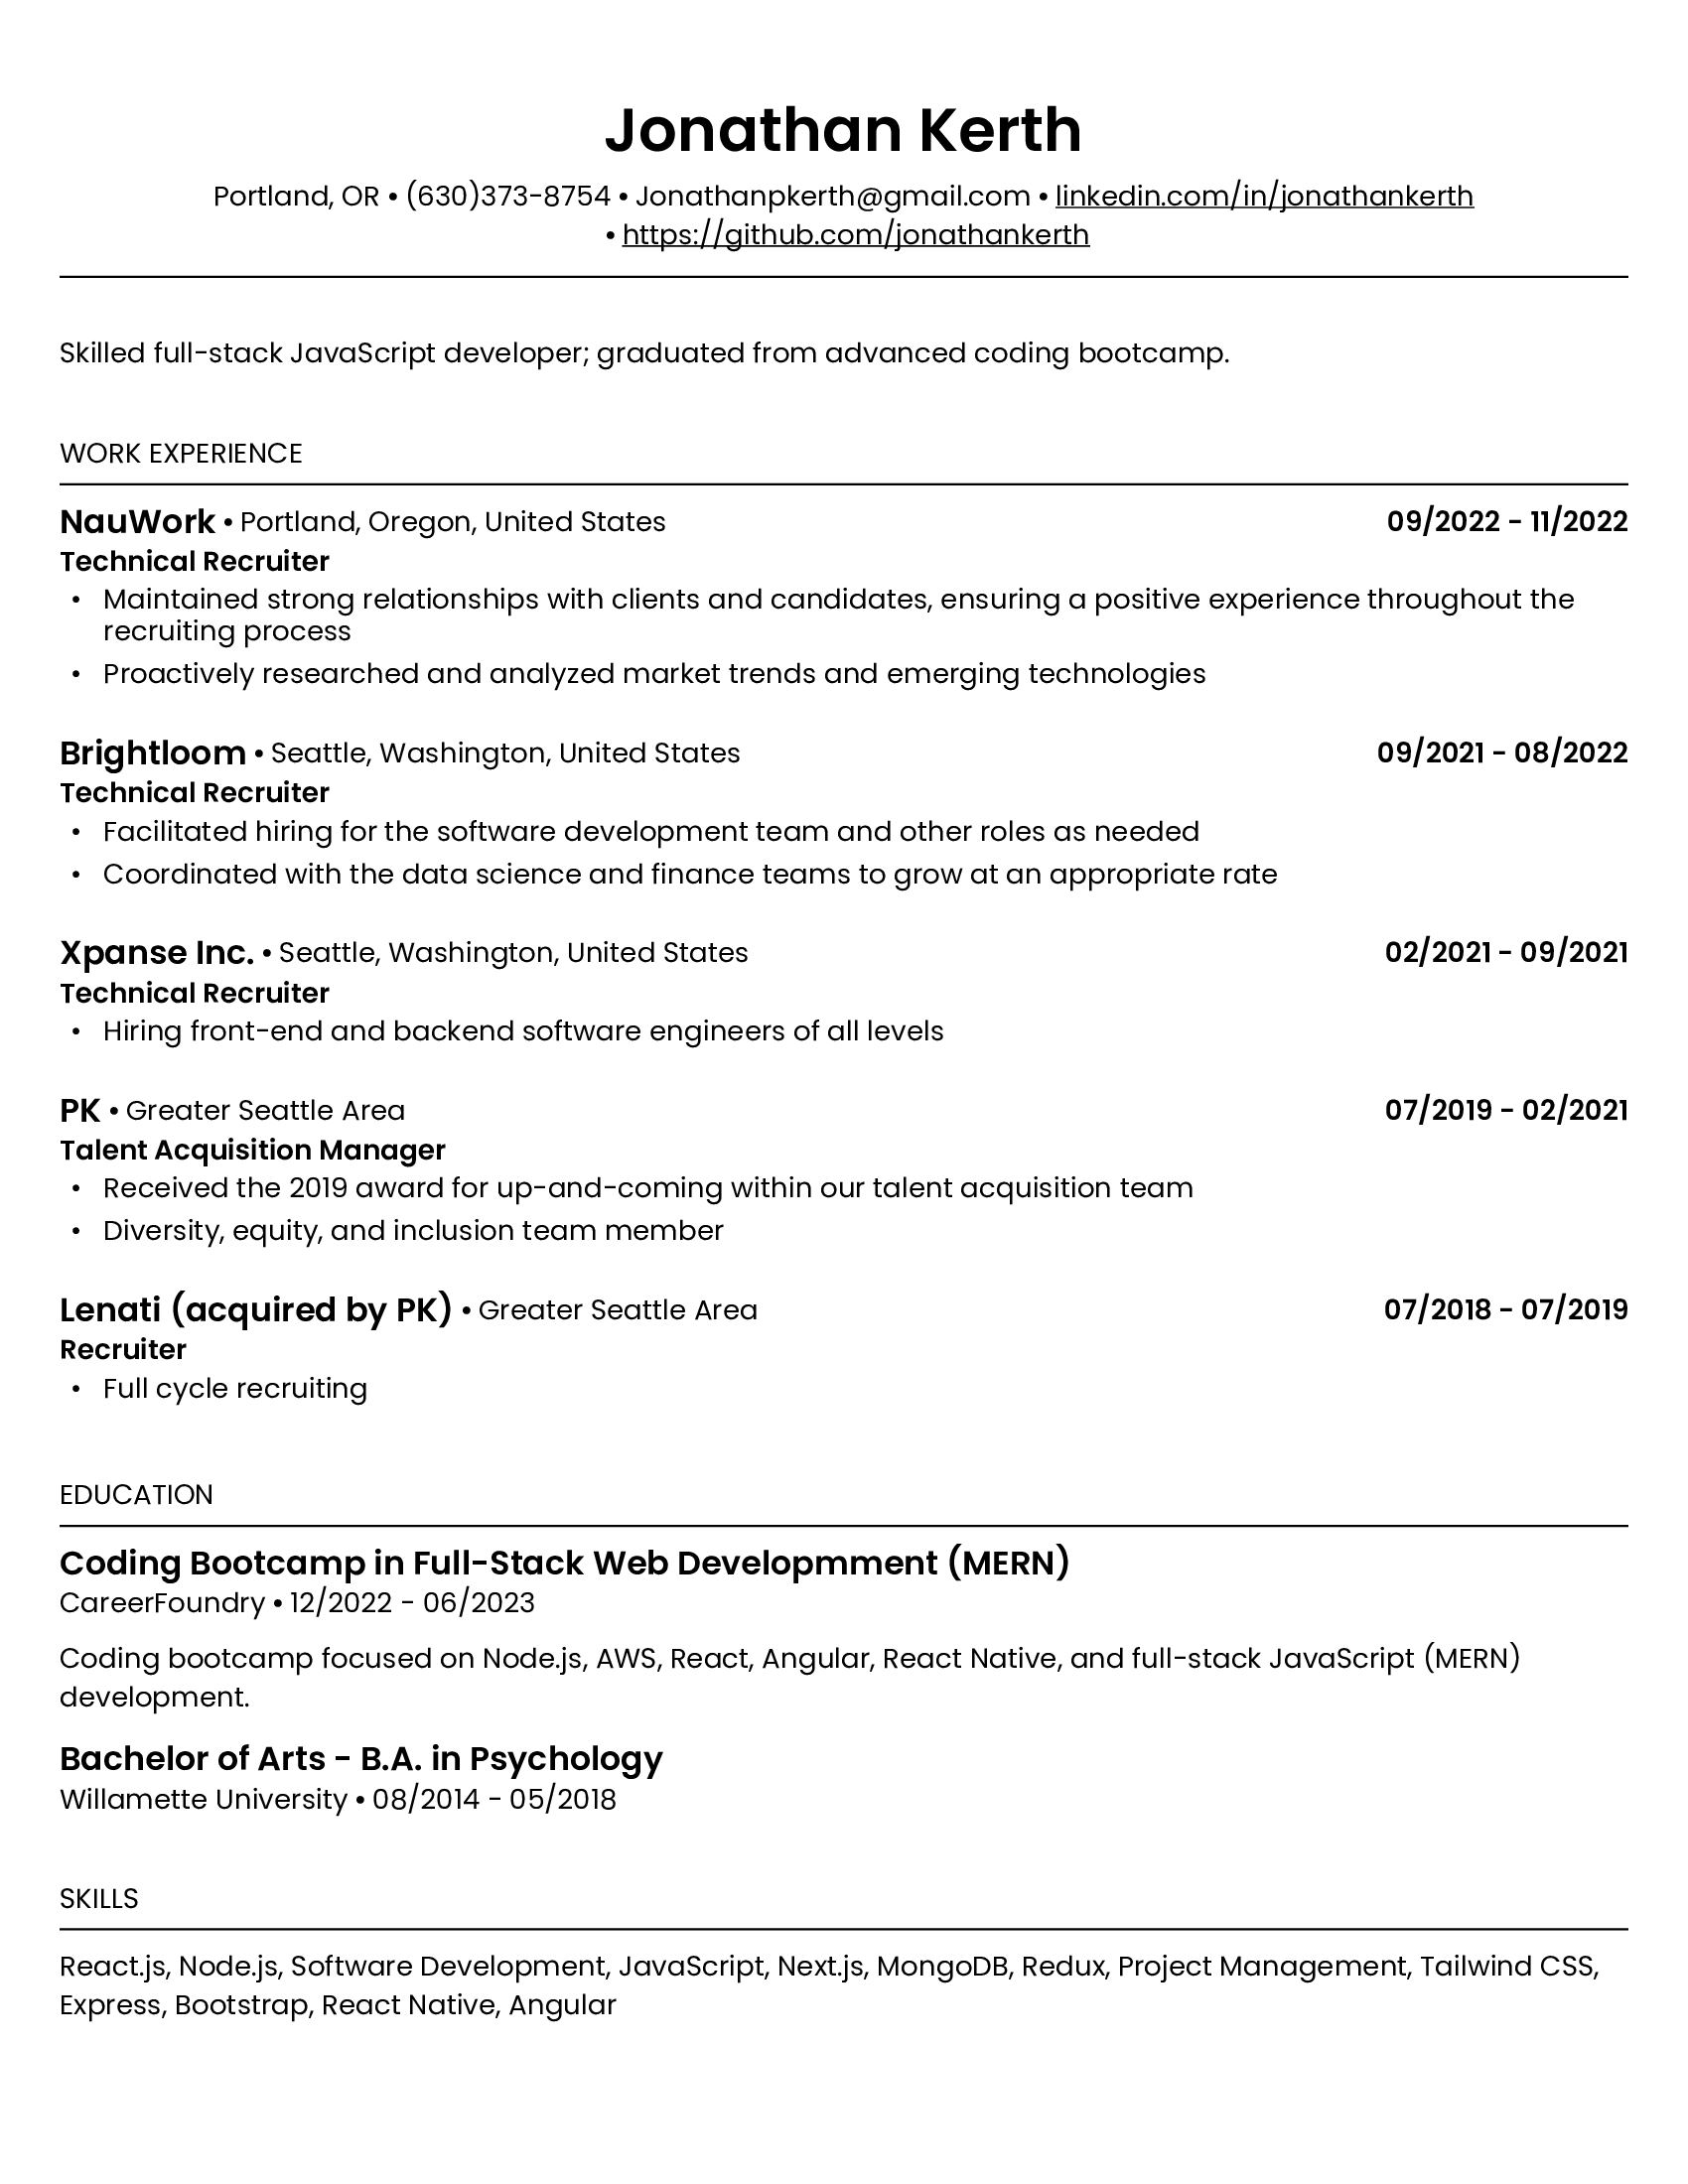 Jonathan Kerth
Portland, OR • (630)373-8754 • Jonathanpkerth@gmail.com • linkedin.com/in/jonathankerth
• https://github.com/jonathankerth
Skilled full-stack JavaScript developer; graduated from advanced coding bootcamp.
WORK EXPERIENCE
NauWork • Portland, Oregon, United States 09/2022 - 11/2022
Technical Recruiter
• Maintained strong relationships with clients and candidates, ensuring a positive experience throughout the
recruiting process
• Proactively researched and analyzed market trends and emerging technologies
Brightloom • Seattle, Washington, United States 09/2021 - 08/2022
Technical Recruiter
• Facilitated hiring for the software development team and other roles as needed
• Coordinated with the data science and finance teams to grow at an appropriate rate
Xpanse Inc. • Seattle, Washington, United States 02/2021 - 09/2021
Technical Recruiter
• Hiring front-end and backend software engineers of all levels
PK • Greater Seattle Area 07/2019 - 02/2021
Talent Acquisition Manager
• Received the 2019 award for up-and-coming within our talent acquisition team
• Diversity, equity, and inclusion team member
Lenati (acquired by PK) • Greater Seattle Area 07/2018 - 07/2019
Recruiter
• Full cycle recruiting
EDUCATION
Coding Bootcamp in Full-Stack Web Developmment (MERN)
CareerFoundry • 12/2022 - 06/2023
Coding bootcamp focused on Node.js, AWS, React, Angular, React Native, and full-stack JavaScript (MERN)
development.
Bachelor of Arts - B.A. in Psychology
Willamette University • 08/2014 - 05/2018
SKILLS
React.js, Node.js, Software Development, JavaScript, Next.js, MongoDB, Redux, Project Management, Tailwind CSS,
Express, Bootstrap, React Native, Angular